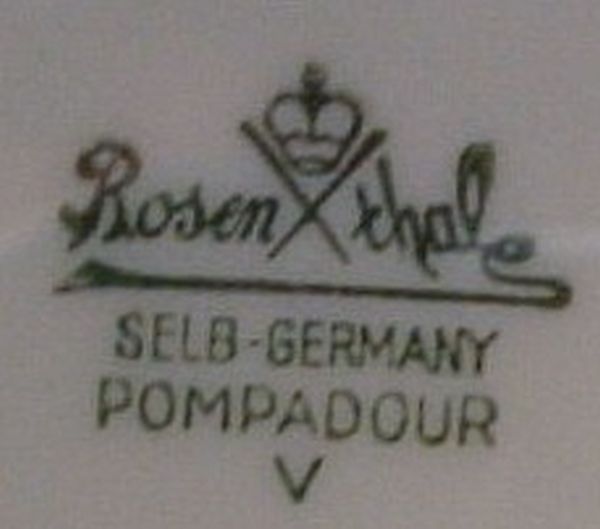 Rosenthal
SELB-GERMANY
POMPADOUR
V